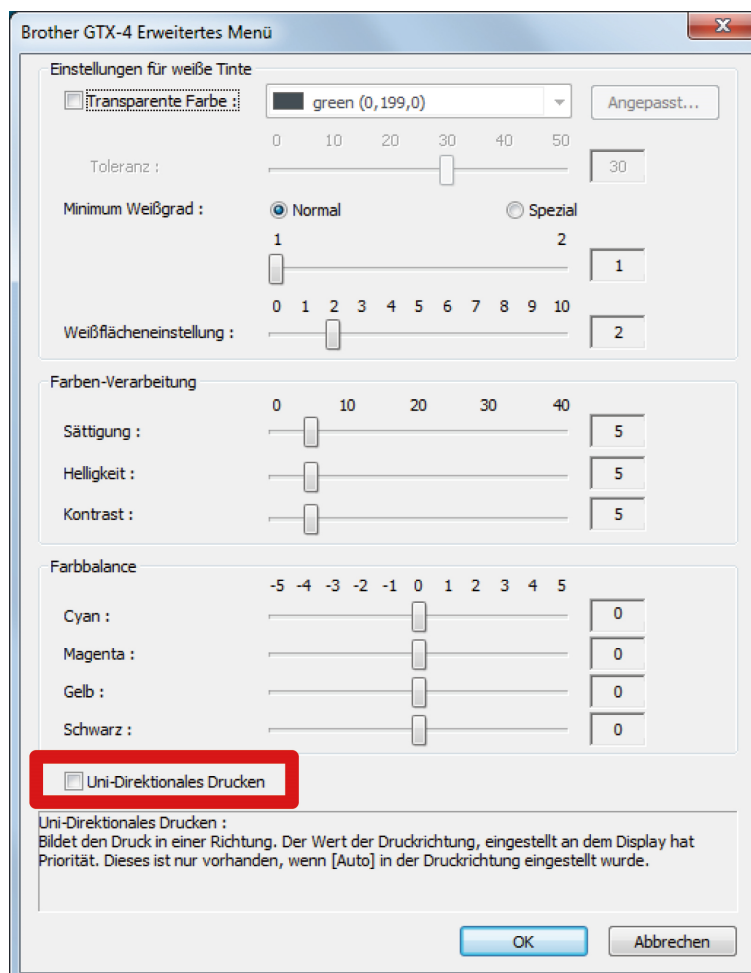 Brother GTX-4 Erweitertes Menü
Einstellungen für weiße Tinte
Transparente Farbe : green (0,199,0) Angepasst...
0 10 20 30 40 50
Toleranz : 30
Minimum Weißgrad : Normal Spezial
1 2
1
0 1 2 3 4 5 6 7 8 9 10
Weißflächeneinstellung : 2
Farben-Verarbeitung
0 10 20 30 40
Sättigung : 5
Helligkeit : 5
Kontrast : 5
Farbbalance
-5 -4 -3 -2 -1 0 1 2 3 4 5
Cyan : 0
Magenta : 0
Gelb : 0
Schwarz : 0
Uni-Direktionales Drucken
Uni-Direktionales Drucken :
Bildet den Druck in einer Richtung. Der Wert der Druckrichtung, eingestellt an dem Display hat
Priorität. Dieses ist nur vorhanden, wenn [Auto] in der Druckrichtung eingestellt wurde.
OK Abbrechen